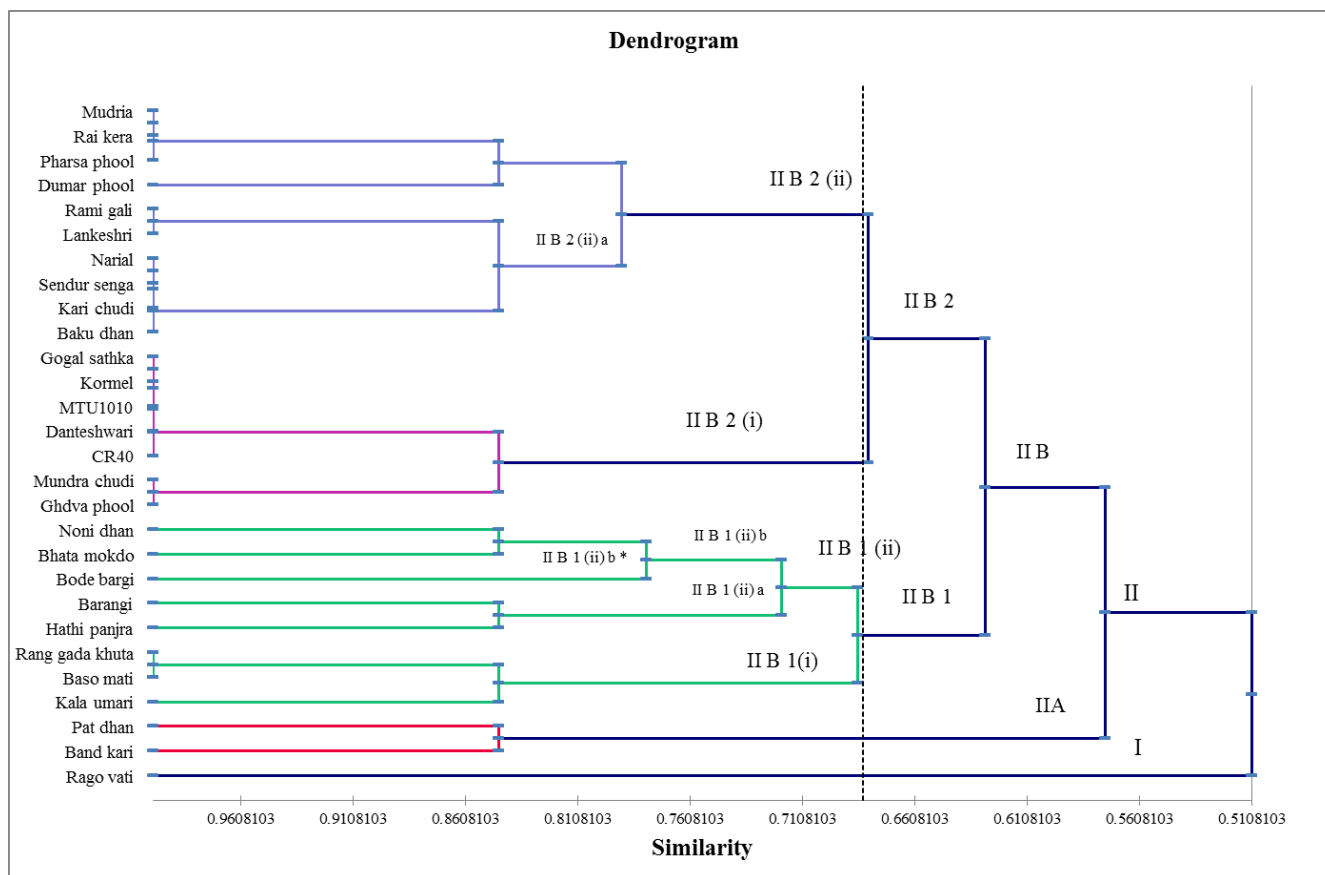 Dendrogram
Mudria
Rai kera
Pharsa phool
Dumar phool
II B 2 (ii)
Rami gali
Lankeshri
II B 2 (ii) a
Narial
Sendur senga
II B 2
Kari chudi
Baku dhan
Gogal sathka
Kormel
MTU1010
II B 2 (i)
Danteshwari
II B
CR40
Mundra chudi
Ghdva phool
Noni dhan
II B 1 (ii) b
II B 1 (ii)
Bhata mokdo
II B 1 (ii) b *
Bode bargi
II B 1 (ii) a
II B 1
II
Barangi
Hathi panjra
Rang gada khuta
II B 1(i)
Baso mati
Kala umari
IIA
Pat dhan
I
Band kari
Rago vati
0.9608103 0.9108103 0.8608103 0.8108103 0.7608103 0.7108103 0.6608103 0.6108103 0.5608103 0.5108103
Similarity